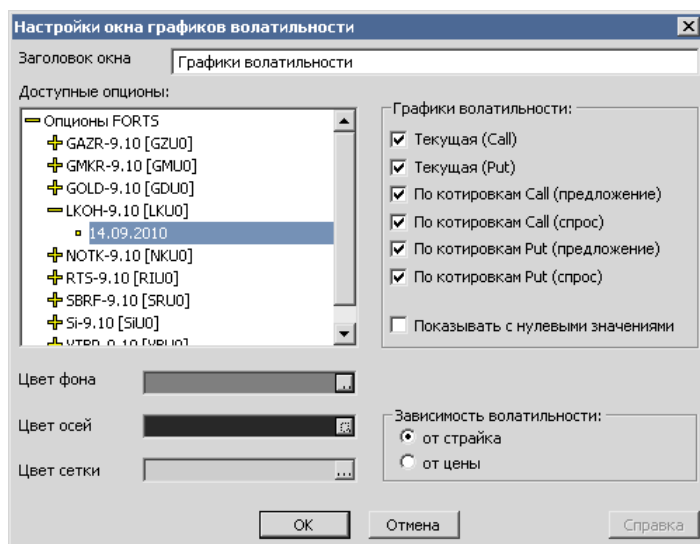 Настройки окна графиков волатильности
Заголовок окна
Графики волатильности
Доступные опционы:
Опционы FORTS
GAZR-9.10 [GZU0]
GMKR-9.10 [GMU0]
GOLD-9.10 [GDU0]
LKOH-9.10 [LKU0]
14.09.2010
NOTK-9.10 [NKU0]
RTS-9.10 [RIU0]
SBRF-9.10 [SRU0]
Si-9.10 [SiU0]
Графики волатильности:
Текущая (Call)
Текущая (Put)
По котировкам Call (предложение)
По котировкам Call (спрос)
По котировкам Put (предложение)
По котировкам Put (спрос)
Показывать с нулевыми значениями
Цвет фона
...
Цвет осей
Цвет сетки
...
Зависимость волатильности:
от страйка
от цены
ОК
Отмена
Справка